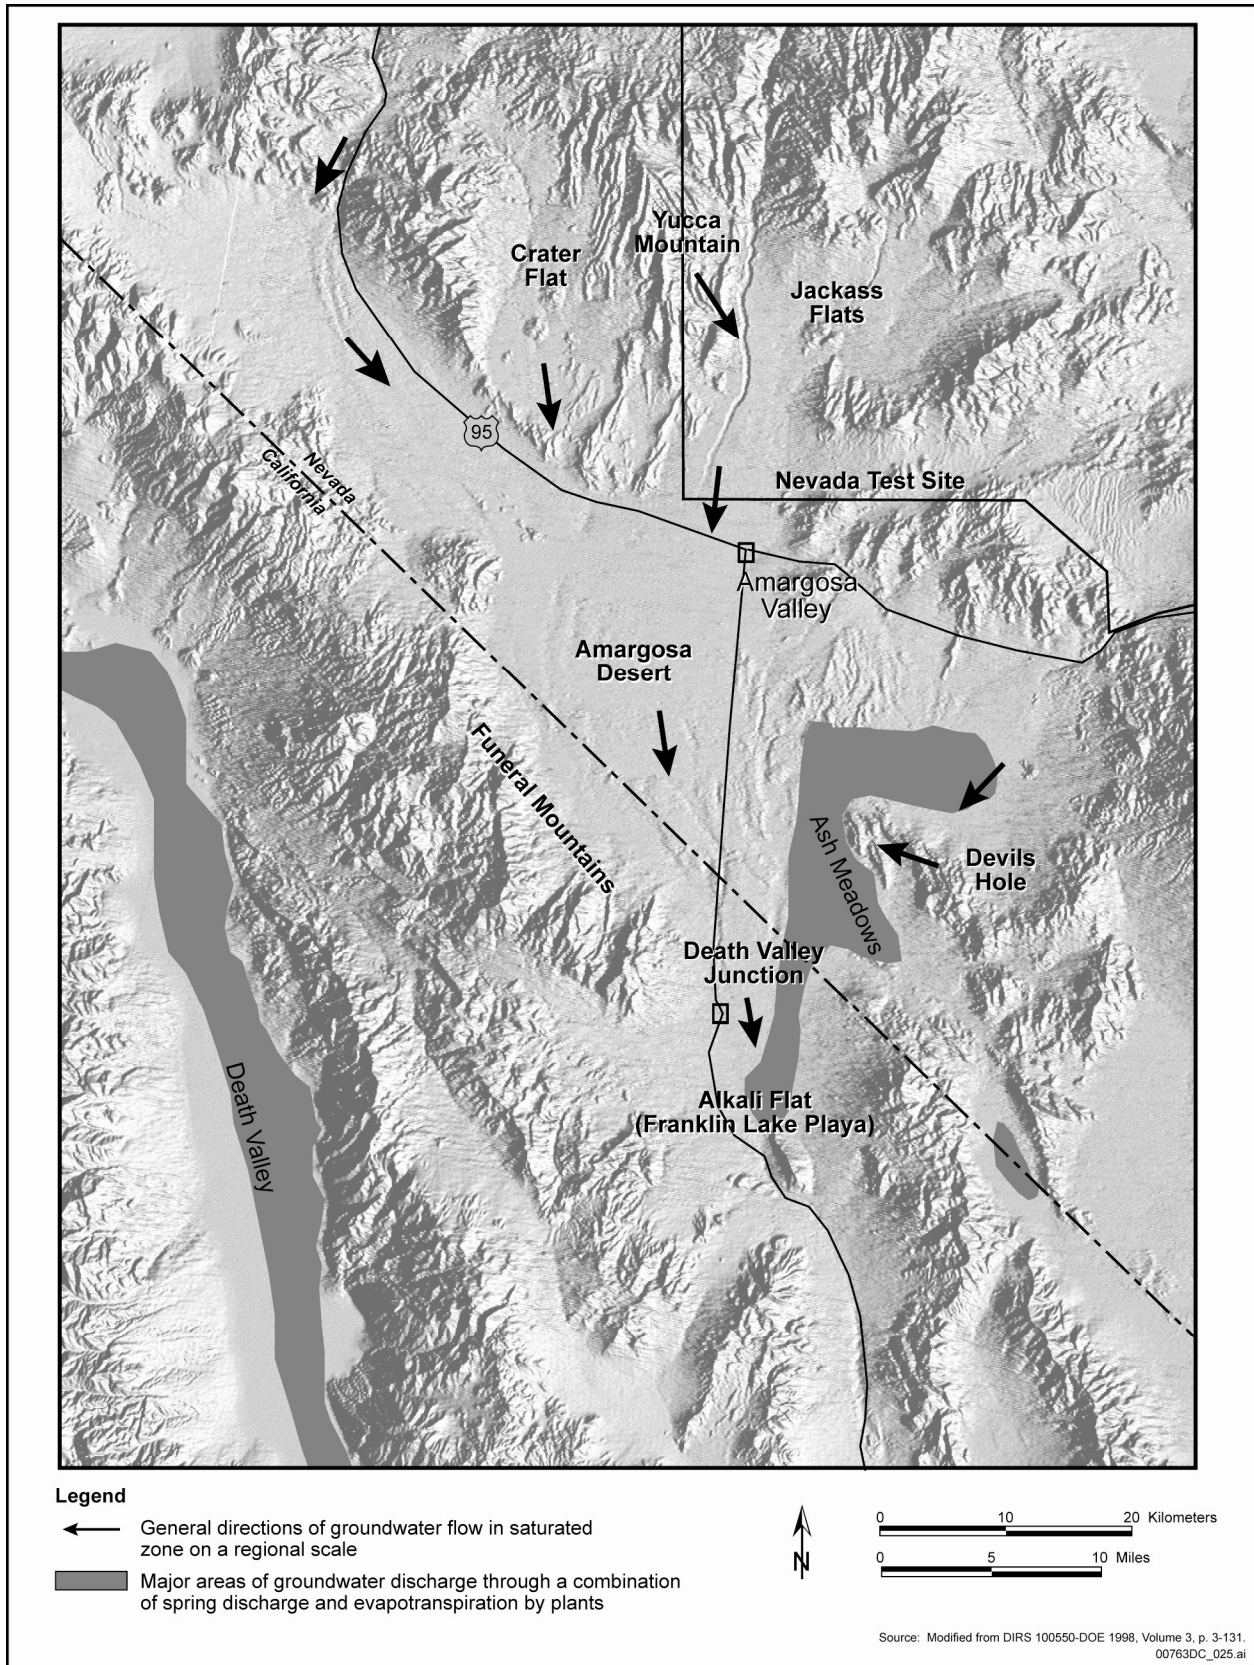 Yucca
Mountain
Crater
Flat
Jackass
Flats
95
Nevada
California
Nevada Test Site
Amargosa
Valley
Amargosa
Desert
Funeral Mountains
Ash Meadows
Devils
Hole
Death Valley
Junction
Death Valley
Alkali Flat
(Franklin Lake Playa)
Legend
General directions of groundwater flow in saturated
zone on a regional scale
Major areas of groundwater discharge through a combination
of spring discharge and evapotranspiration by plants
N
0 10 20 Kilometers
0 5 10 Miles
Source: Modified from DIRS 100550-DOE 1998, Volume 3, p. 3-131.
00763DC_025.ai